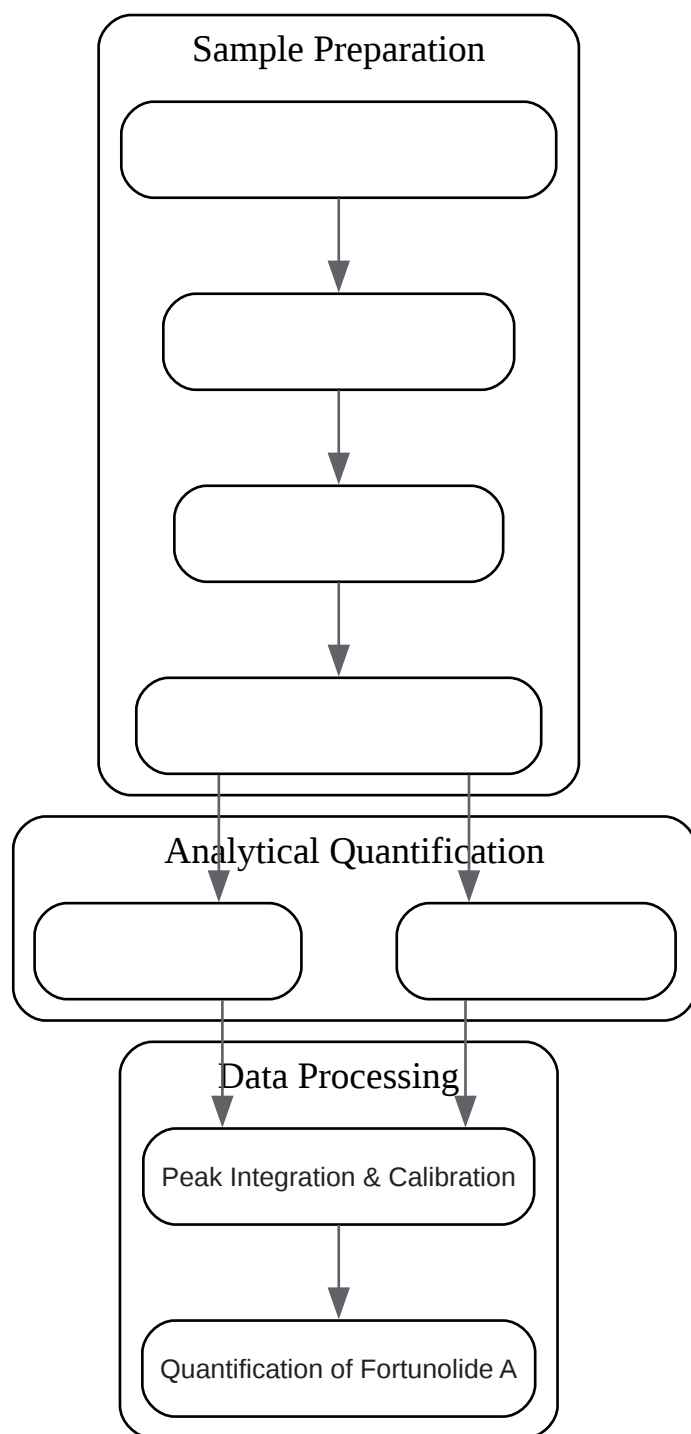 Sample Preparation
Analytical Quantification
Data Processing
Peak Integration & Calibration
Quantification of Fortunolide A